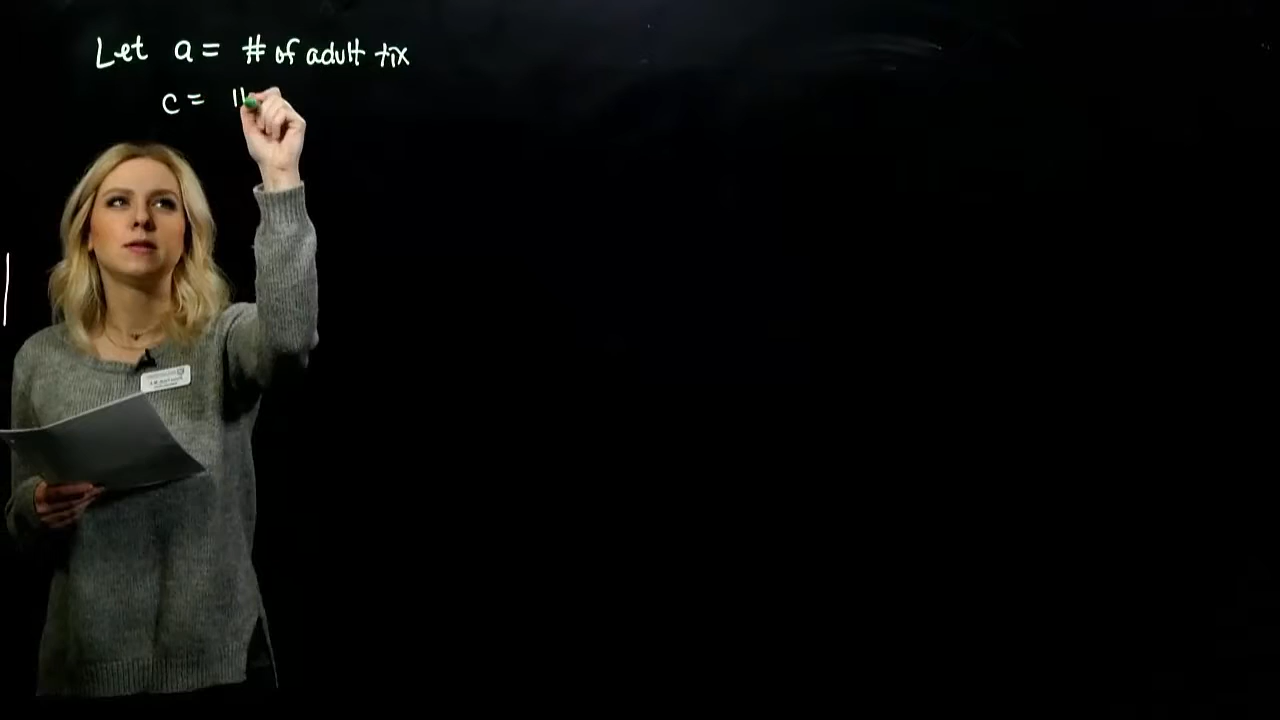 Let a = # of adult tix
c =